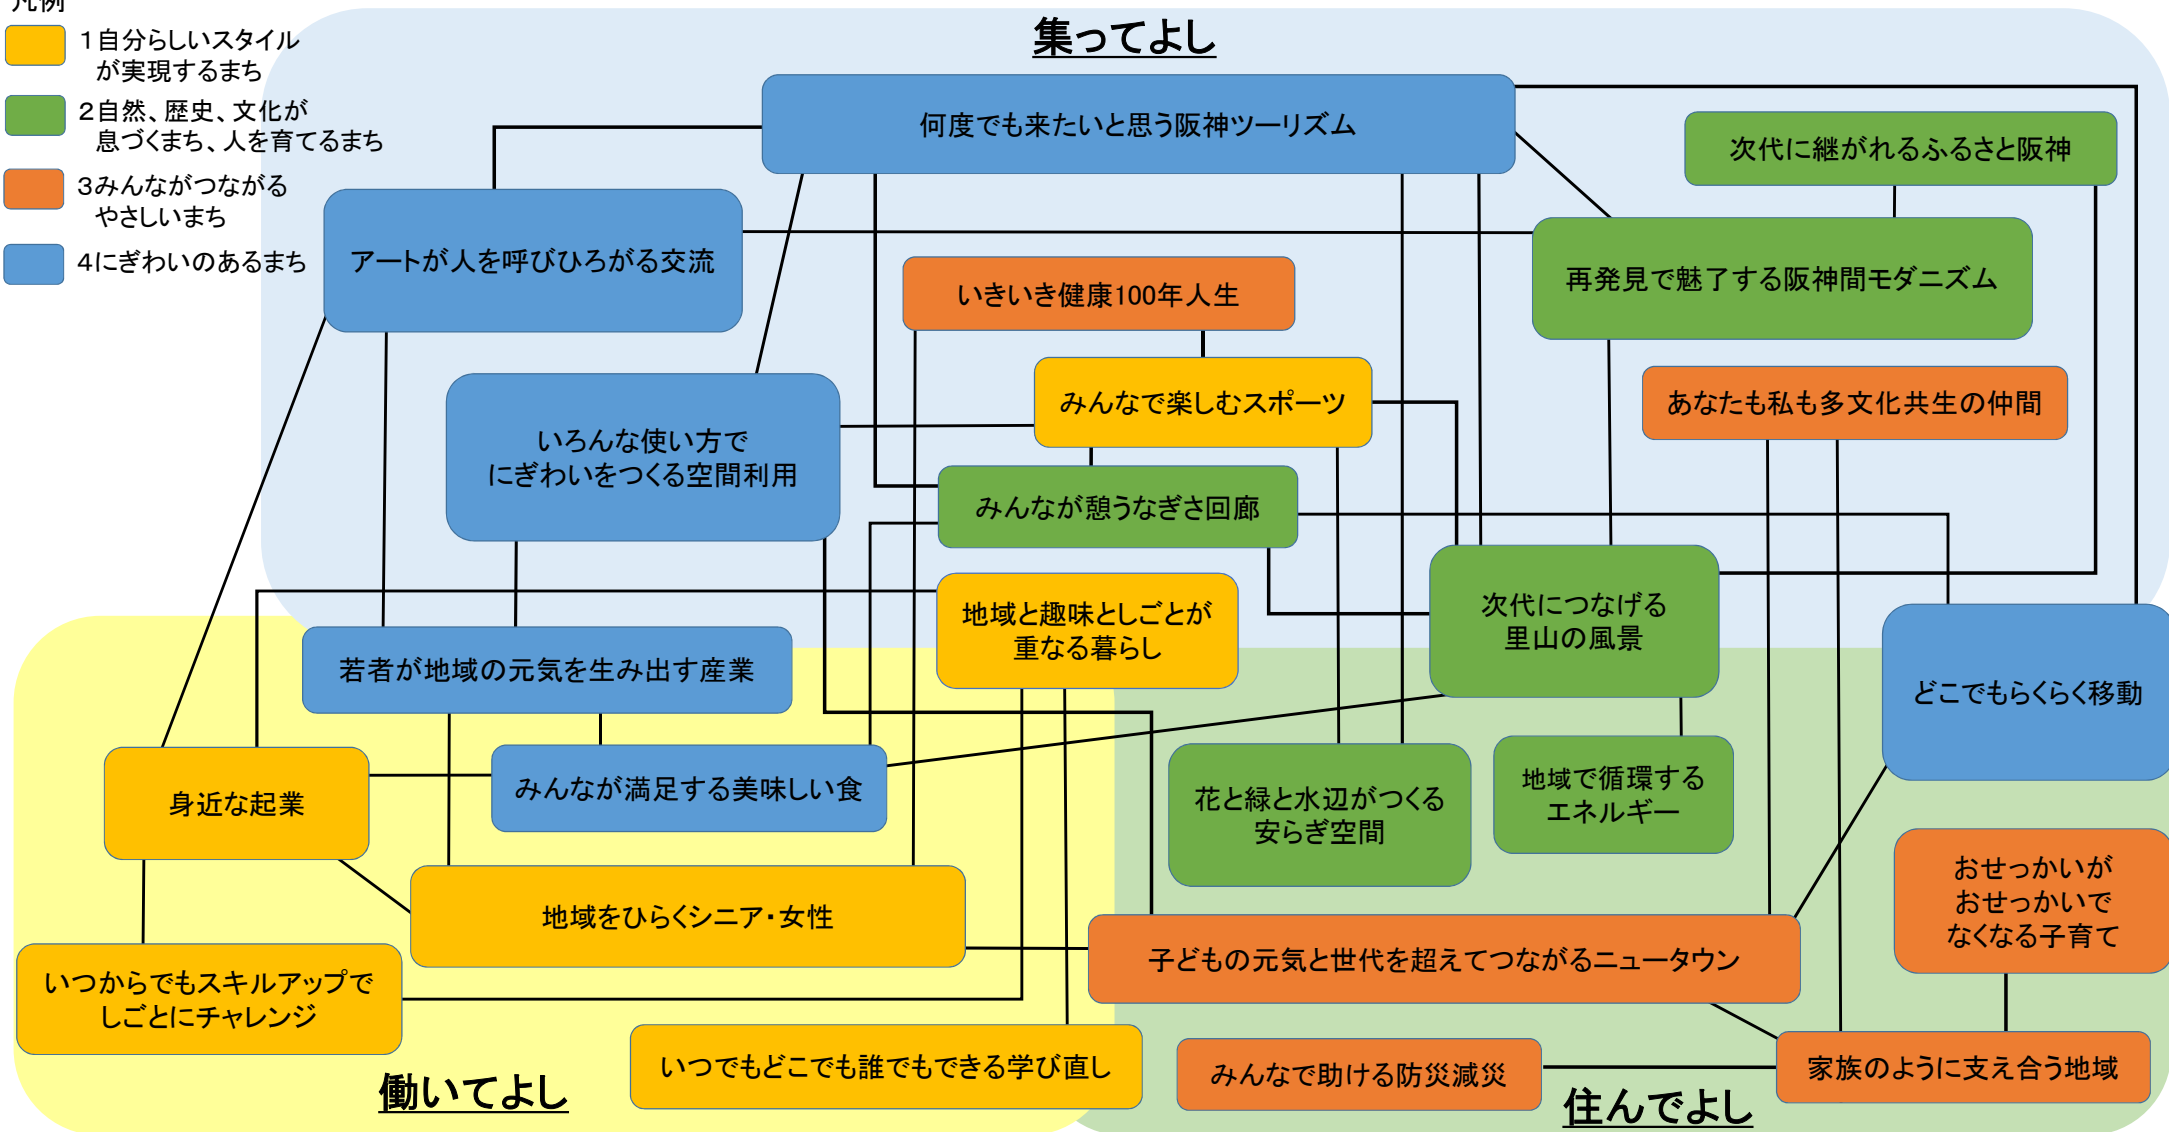 凡例
1自分らしいスタイル
が実現するまち
2自然、歴史、文化が
息づくまち、人を育てるまち
3みんながつながる
やさしいまち
4にぎわいのあるまち
集ってよし
何度でも来たいと思う阪神ツーリズム
次代に継がれるふるさと阪神
アートが人を呼びひろがる交流
再発見で魅了する阪神間モダニズム
いきいき健康100年人生
みんなで楽しむスポーツ
あなたも私も多文化共生の仲間
いろんな使い方で
にぎわいをつくる空間利用
みんなが憩うなぎさ回廊
地域と趣味としごとが
重なる暮らし
次代につなげる
里山の風景
若者が地域の元気を生み出す産業
どこでもらくらく移動
身近な起業
みんなが満足する美味しい食
花と緑と水辺がつくる
安らぎ空間
地域で循環する
エネルギー
おせっかいが
おせっかいで
なくなる子育て
地域をひらくシニア・女性
子どもの元気と世代を超えてつながるニュータウン
いつからでもスキルアップで
しごとにチャレンジ
いつでもどこでも誰でもできる学び直し
みんなで助ける防災減災
家族のように支え合う地域
働いてよし
住んでよし